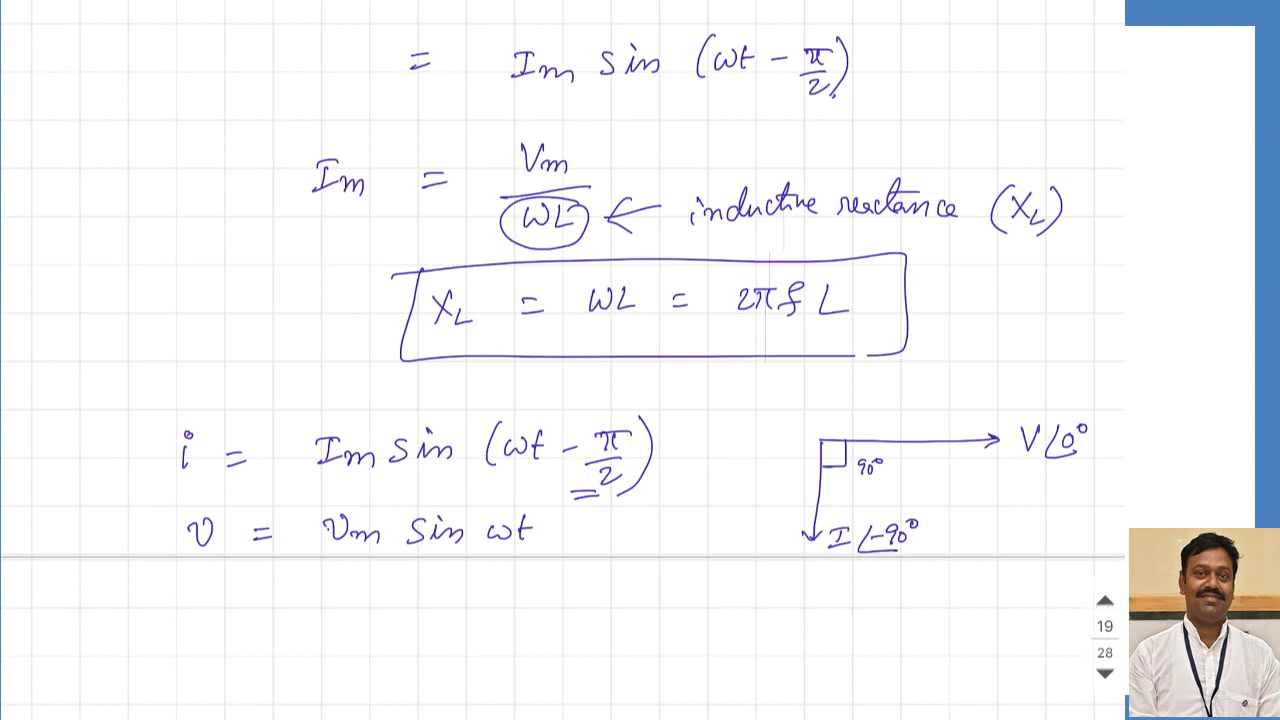 = Im sin (ωt - π/2)
Im = Vm/ωL ← inductive reactance (XL)
XL = ωL = 2πf L
i = Im sin (ωt - π/2)
v = vm sin ωt
V∠0°
90°
I∠-90°
19
28